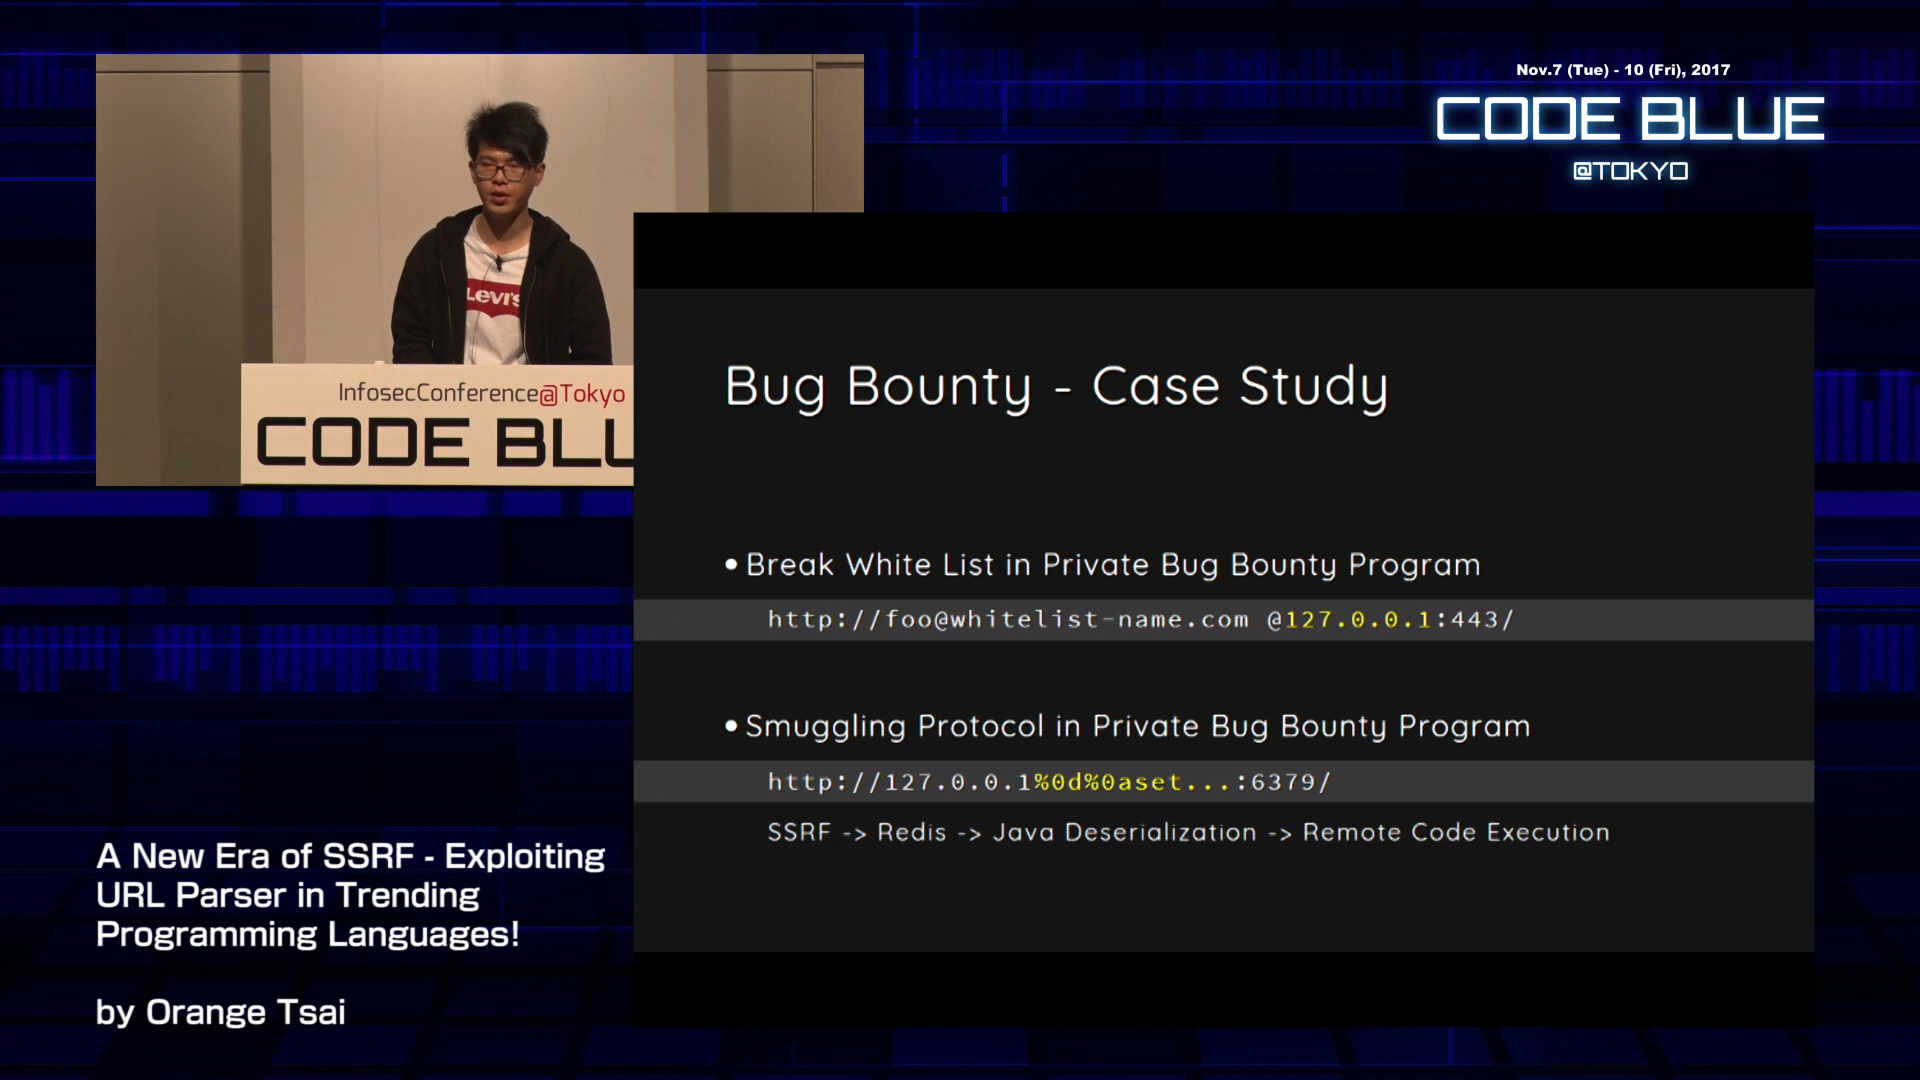 Nov.7 (Tue) - 10 (Fri), 2017
CODE BLUE
@TOKYO
Levi's
InfosecConference@Tokyo
CODE BLU
Bug Bounty - Case Study
• Break White List in Private Bug Bounty Program
http://foo@whitelist-name.com @127.0.0.1:443/
• Smuggling Protocol in Private Bug Bounty Program
http://127.0.0.1%0d%0aset...:6379/
SSRF -> Redis -> Java Deserialization -> Remote Code Execution
A New Era of SSRF - Exploiting
URL Parser in Trending
Programming Languages!
by Orange Tsai